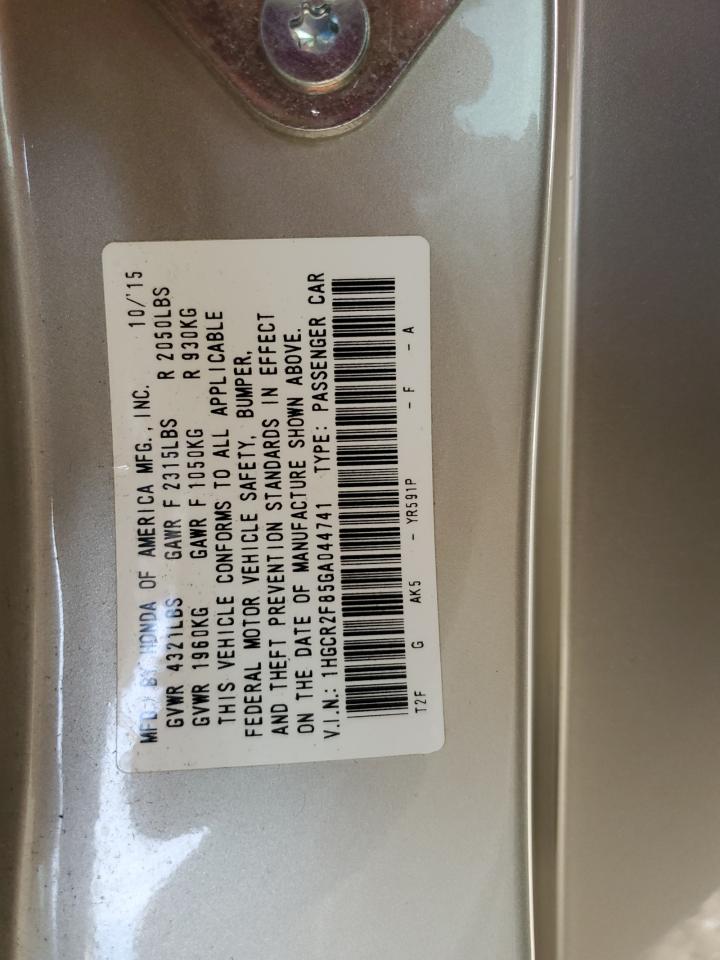 MFD. BY HONDA OF AMERICA MFG., INC. 10/'15
GVWR 4321LBS GAWR F 2315LBS R 2050LBS
GVWR 1960KG GAWR F 1050KG R 930KG
THIS VEHICLE CONFORMS TO ALL APPLICABLE
FEDERAL MOTOR VEHICLE SAFETY, BUMPER,
AND THEFT PREVENTION STANDARDS IN EFFECT
ON THE DATE OF MANUFACTURE SHOWN ABOVE.
V.I.N.: 1HGCR2F85GA044741 TYPE: PASSENGER CAR
T2F G AK5 - YR591P - F - A